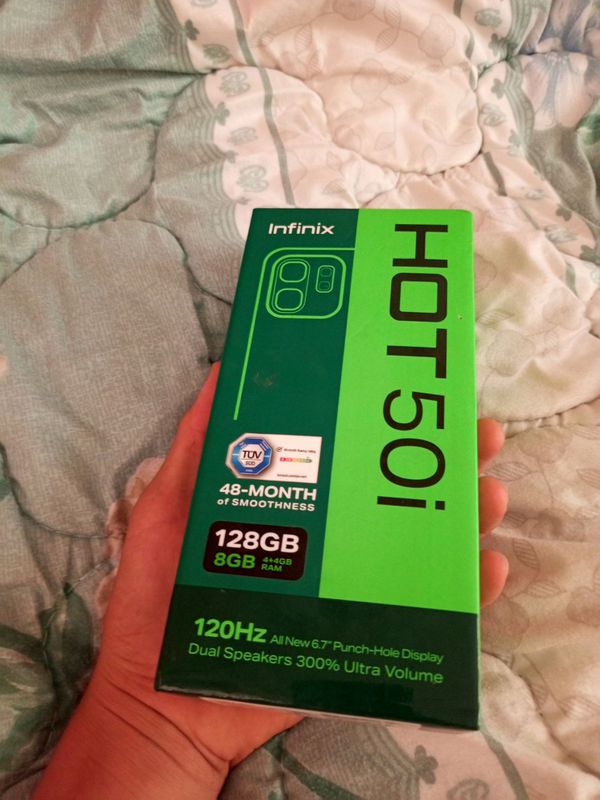 Infinix
HOT 50i
TÜV
SÜD
48-MONTH
of SMOOTHNESS
128GB
8GB 4+4GB
RAM
120Hz All New 6.7" Punch-Hole Display
Dual Speakers 300% Ultra Volume